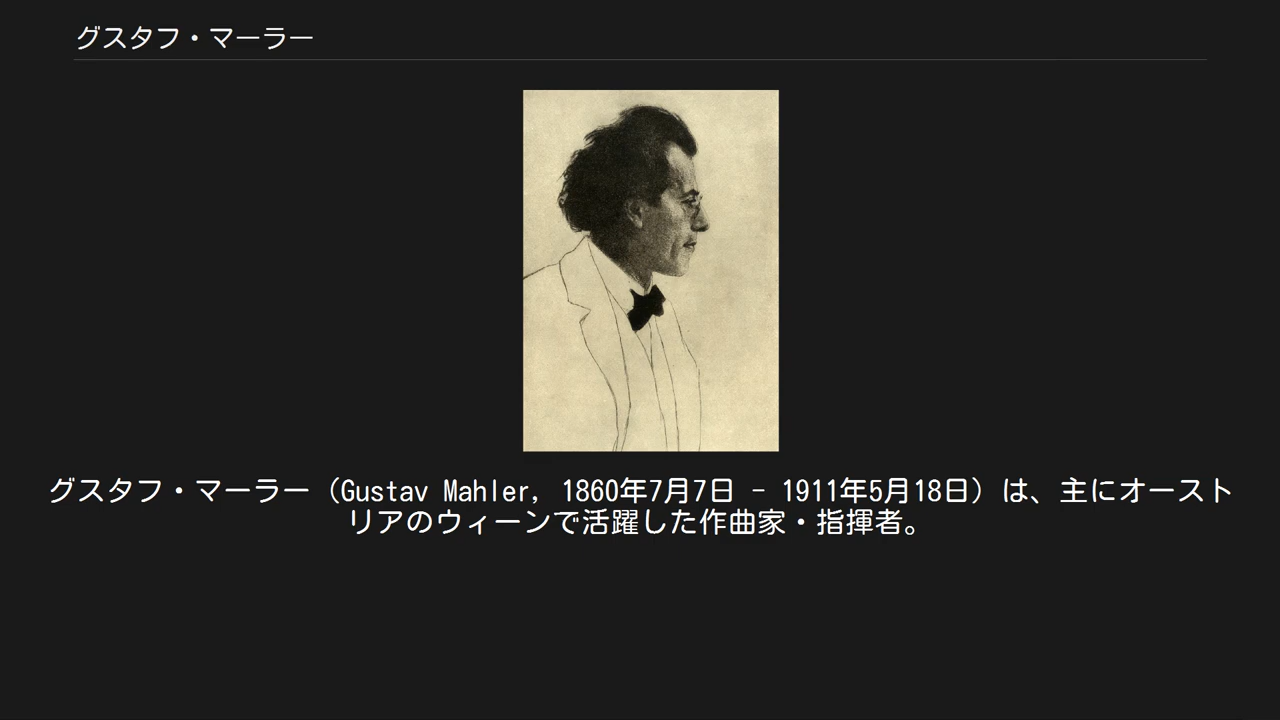 グスタフ・マーラー
グスタフ・マーラー（Gustav Mahler, 1860年7月7日 - 1911年5月18日）は、主にオースト
リアのウィーンで活躍した作曲家・指揮者。